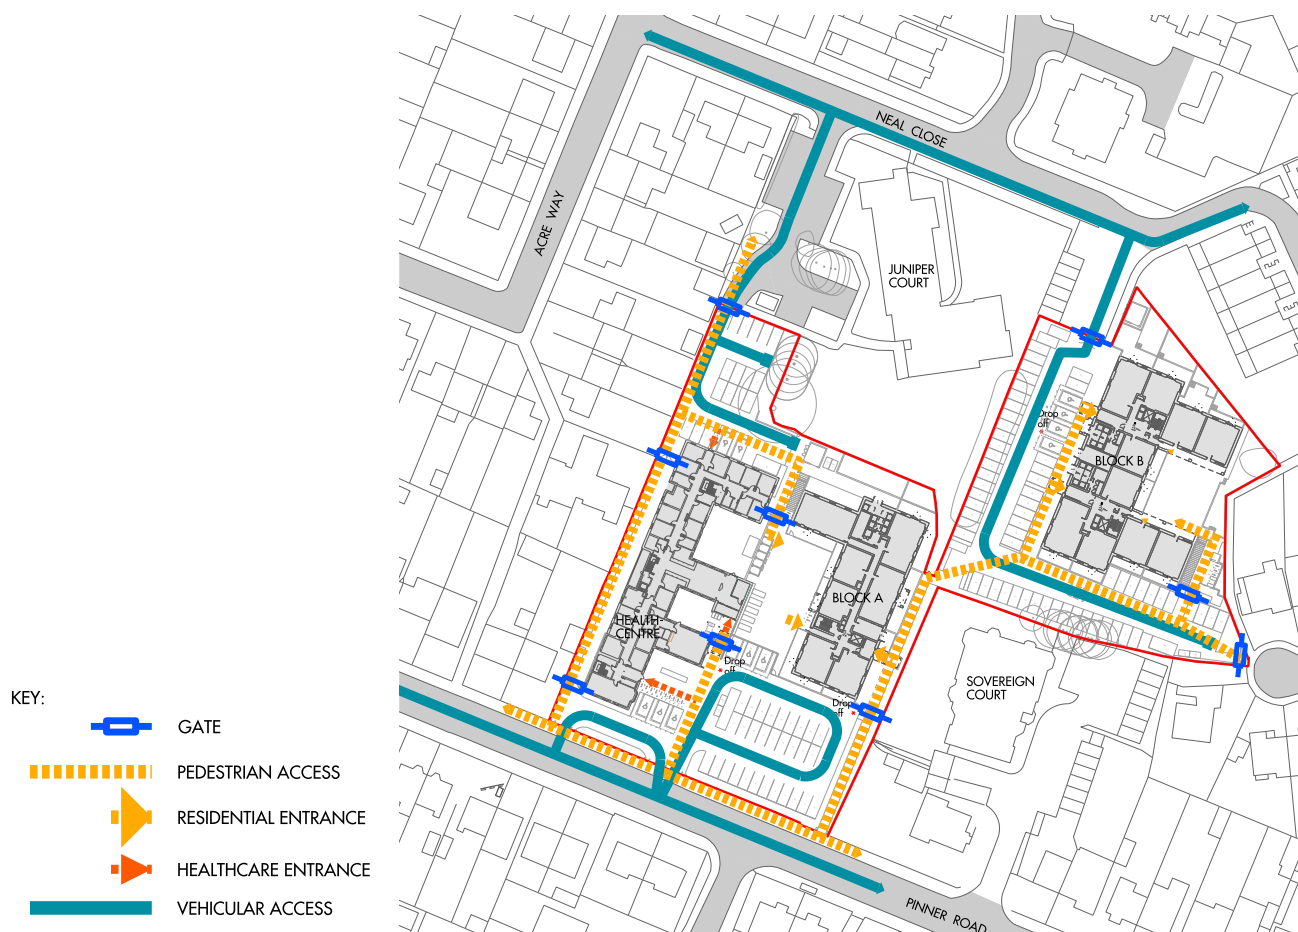 NEAL CLOSE
ACRE WAY
JUNIPER
COURT
Drop
off
BLOCK B
BLOCK A
HEALTH-
CENTRE
Drop
off
SOVEREIGN
COURT
Drop
off
KEY:
GATE
PEDESTRIAN ACCESS
RESIDENTIAL ENTRANCE
HEALTHCARE ENTRANCE
VEHICULAR ACCESS
PINNER ROAD